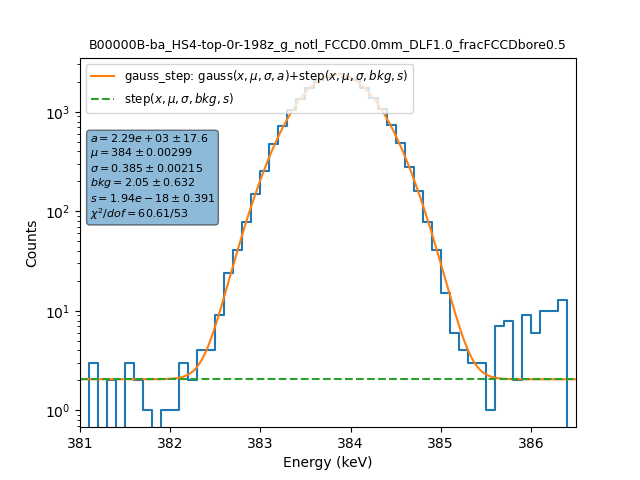 B00000B-ba_HS4-top-0r-198z_g_notl_FCCD0.0mm_DLF1.0_fracFCCDbore0.5
gauss_step: gauss(x, μ, σ, a)+step(x, μ, σ, bkg, s)
step(x, μ, σ, bkg, s)
a = 2.29e + 03 ± 17.6
μ = 384 ± 0.00299
σ = 0.385 ± 0.00215
bkg = 2.05 ± 0.632
s = 1.94e − 18 ± 0.391
χ²/dof = 60.61/53
Counts
10³
10²
10¹
10⁰
381 382 383 384 385 386
Energy (keV)